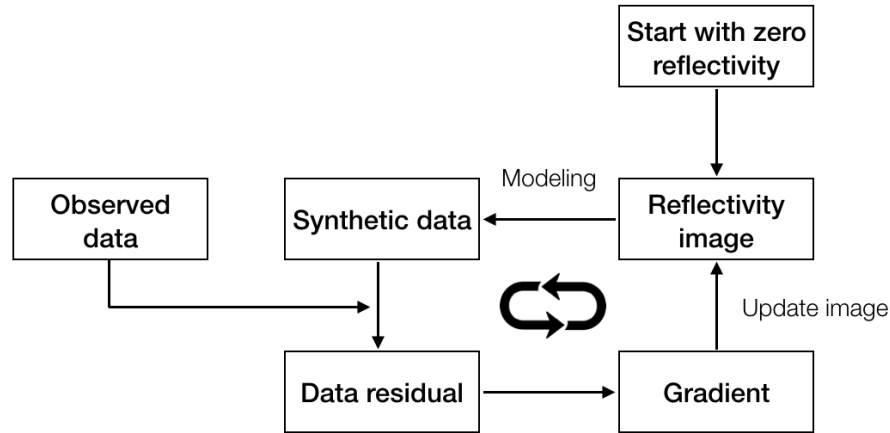 Start with zero
reflectivity
Modeling
Observed
data
Synthetic data
Reflectivity
image
Update image
Data residual
Gradient